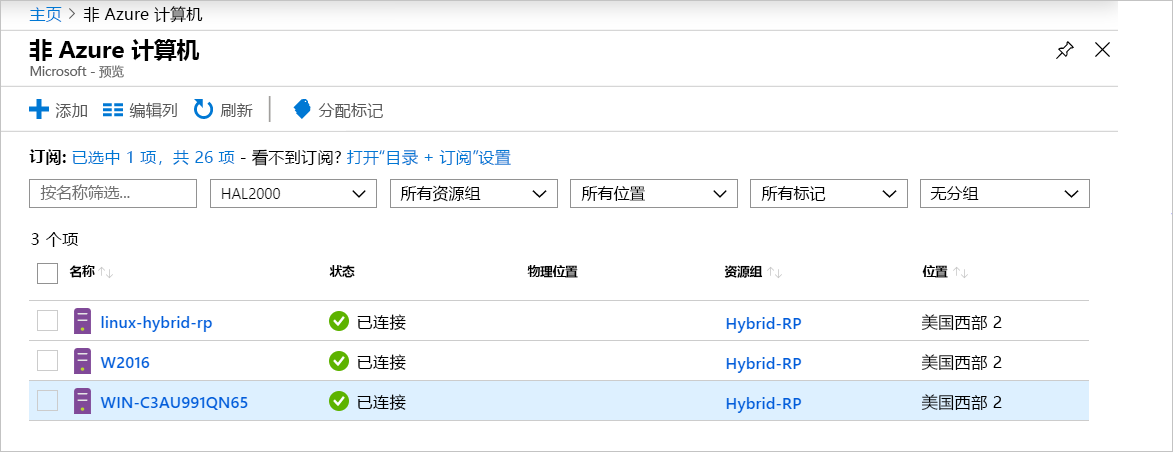 主页 > 非 Azure 计算机
非 Azure 计算机
Microsoft - 预览
添加 编辑列 刷新 分配标记
订阅: 已选中 1 项，共 26 项 - 看不到订阅? 打开“目录 + 订阅”设置
按名称筛选... HAL2000 所有资源组 所有位置 所有标记 无分组
3 个项
名称 状态 物理位置 资源组 位置
linux-hybrid-rp 已连接 Hybrid-RP 美国西部 2
W2016 已连接 Hybrid-RP 美国西部 2
WIN-C3AU991QN65 已连接 Hybrid-RP 美国西部 2